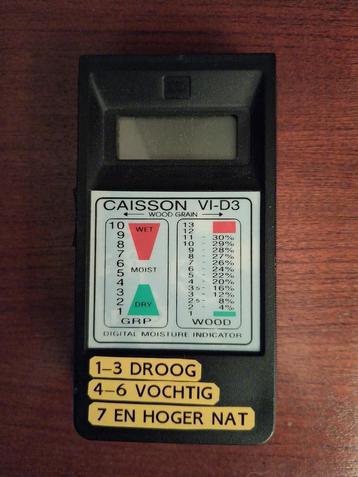 CAISSON VI-D3
WOOD GRAIN
10 WET
9
8
7
6 MOIST
5
4
3
2 DRY
1
GRP
13
12
11 - 30%
10 - 29%
9 - 28%
8 - 27%
7 - 26%
6 - 24%
5 - 22%
4 - 20%
3.5 - 16%
3 - 12%
2.5 - 8%
2 - 4%
1
WOOD
DIGITAL MOISTURE INDICATOR
1-3 DROOG
4-6 VOCHTIG
7 EN HOGER NAT